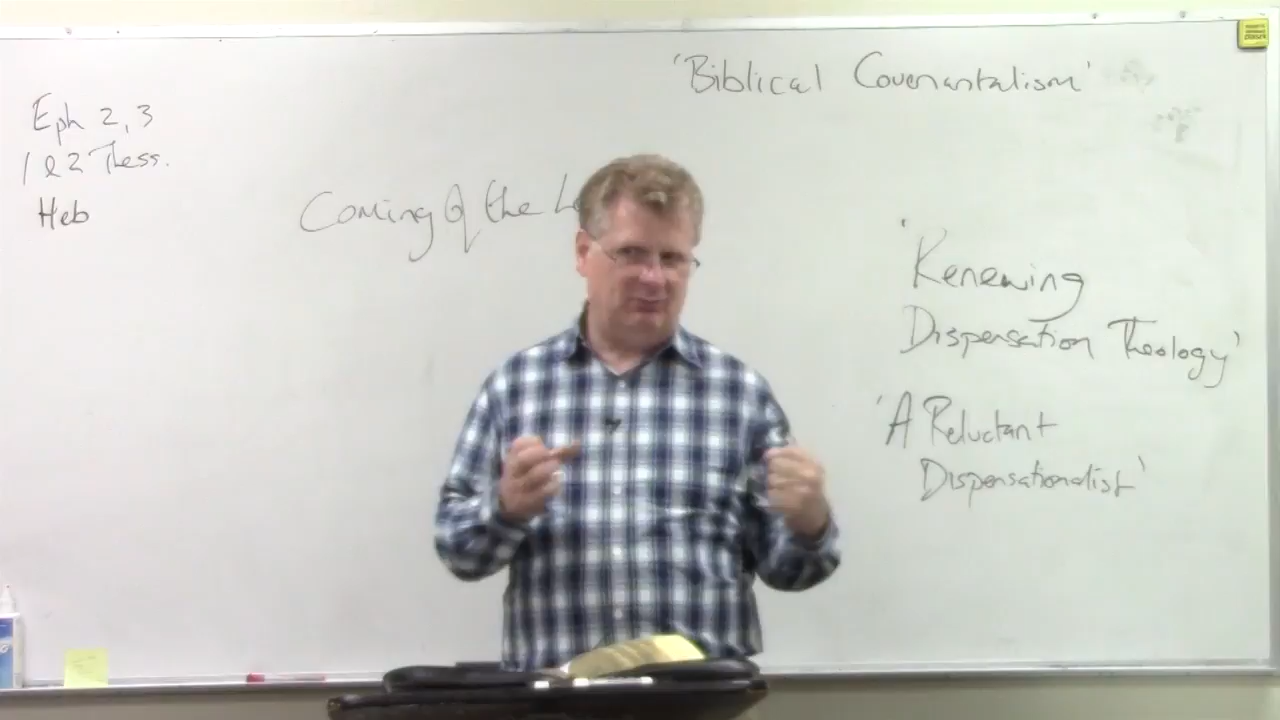 'Biblical Covenantalism'
Eph 2, 3
1 & 2 Thess.
Heb
Coming of the
'Renewing
Dispensation Theology'
'A Reluctant
Dispensationalist'